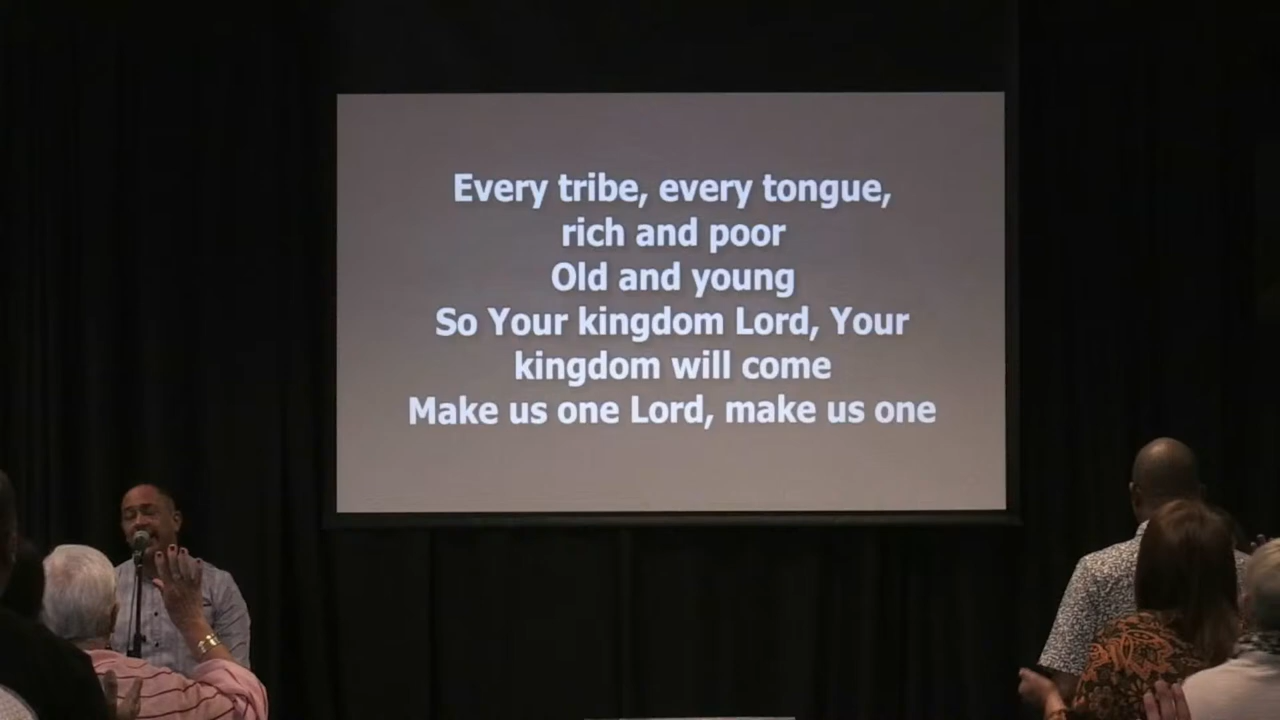 Every tribe, every tongue,
rich and poor
Old and young
So Your kingdom Lord, Your
kingdom will come
Make us one Lord, make us one